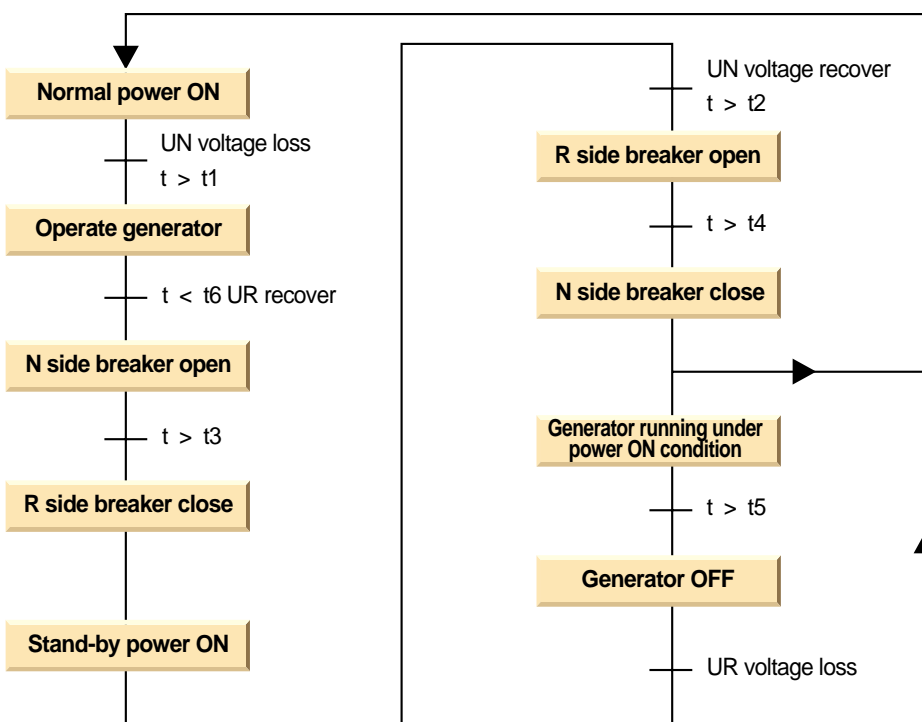 Normal power ON
UN voltage loss
t > t1
Operate generator
t < t6 UR recover
N side breaker open
t > t3
R side breaker close
Stand-by power ON
UN voltage recover
t > t2
R side breaker open
t > t4
N side breaker close
Generator running under
power ON condition
t > t5
Generator OFF
UR voltage loss